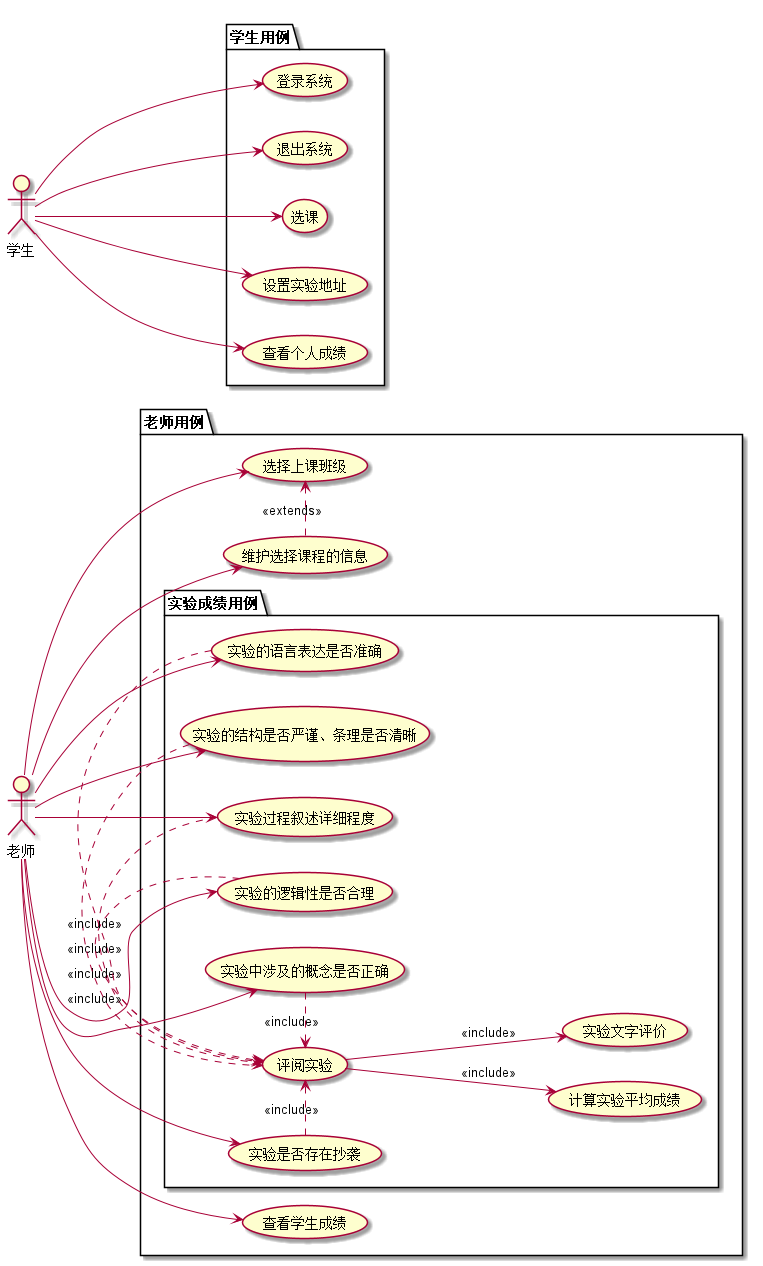 学生用例
登录系统
退出系统
选课
学生
设置实验地址
查看个人成绩
老师用例
选择上课班级
«extends»
维护选择课程的信息
实验成绩用例
实验的语言表达是否准确
实验的结构是否严谨、条理是否清晰
实验过程叙述详细程度
老师
实验的逻辑性是否合理
«include»
«include»
«include»
«include»
实验中涉及的概念是否正确
«include»
«include»
实验文字评价
评阅实验
«include»
计算实验平均成绩
«include»
实验是否存在抄袭
查看学生成绩